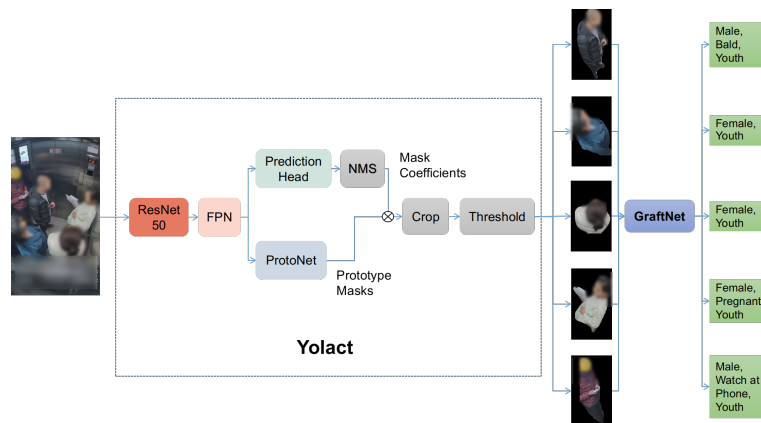 ResNet
50
FPN
Prediction
Head
NMS
Mask
Coefficients
ProtoNet
Prototype
Masks
Crop
Threshold
Yolact
GraftNet
Male,
Bald,
Youth
Female,
Youth
Female,
Youth
Female,
Pregnant
Youth
Male,
Watch at
Phone,
Youth